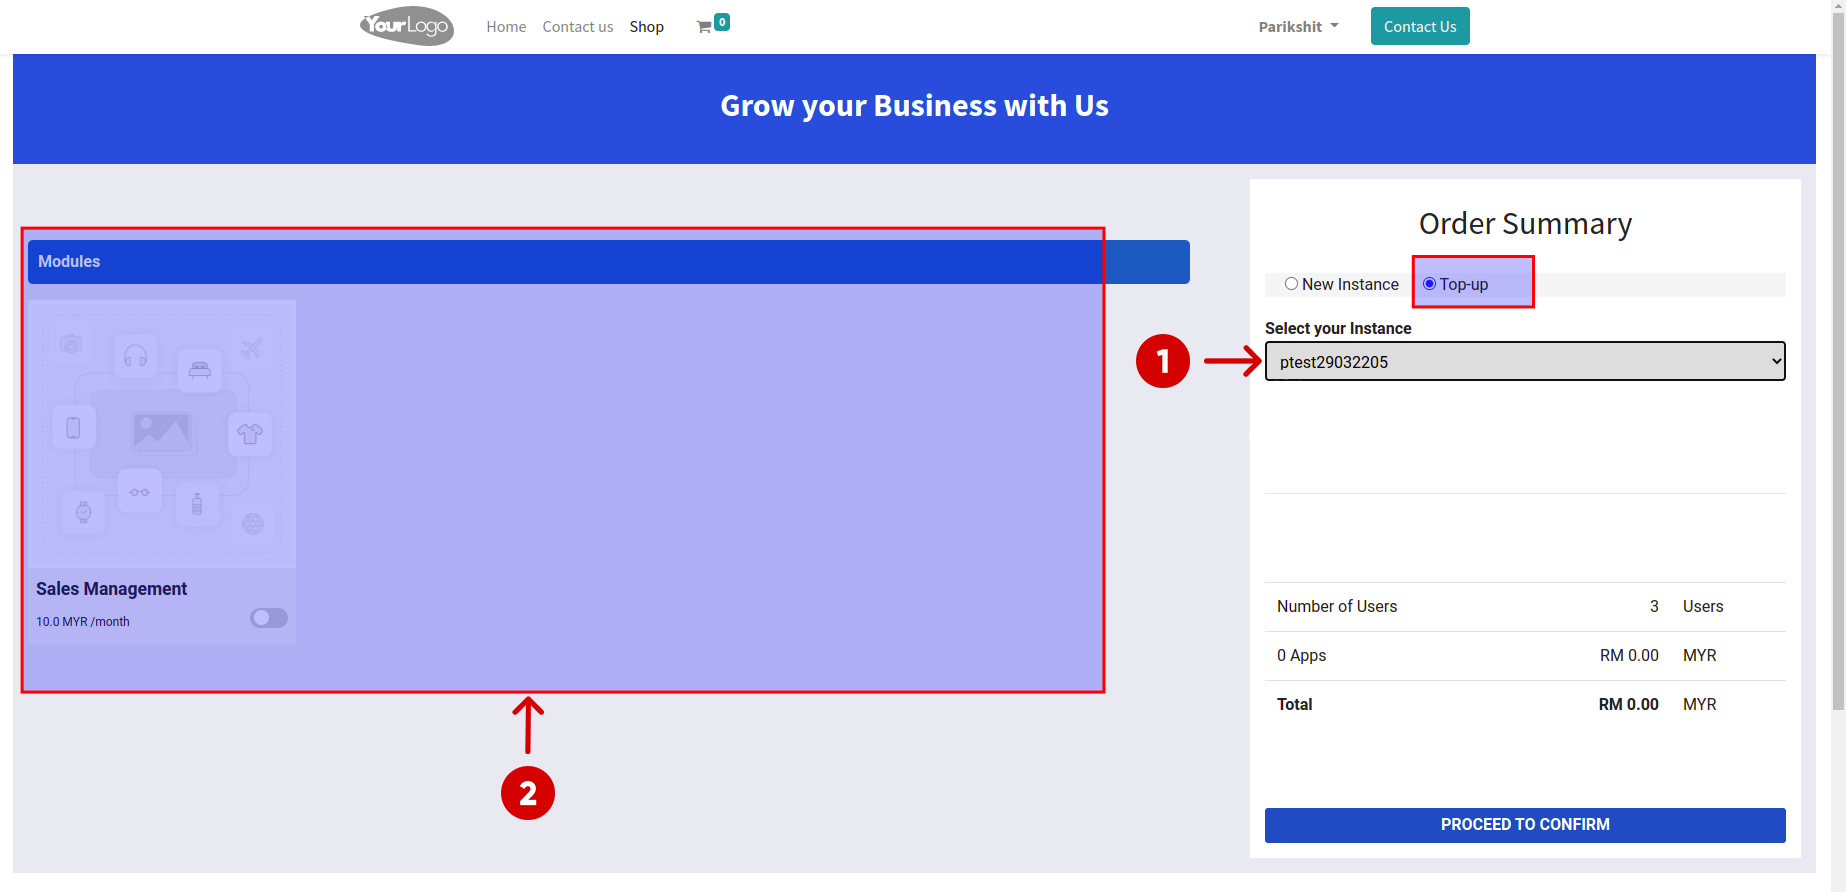 YourLogo Home Contact us Shop 0 Parikshit Contact Us
Grow your Business with Us
Modules
Sales Management
10.0 MYR /month
2
Order Summary
New Instance Top-up
Select your Instance
1
ptest29032205
Number of Users 3 Users
0 Apps RM 0.00 MYR
Total RM 0.00 MYR
PROCEED TO CONFIRM